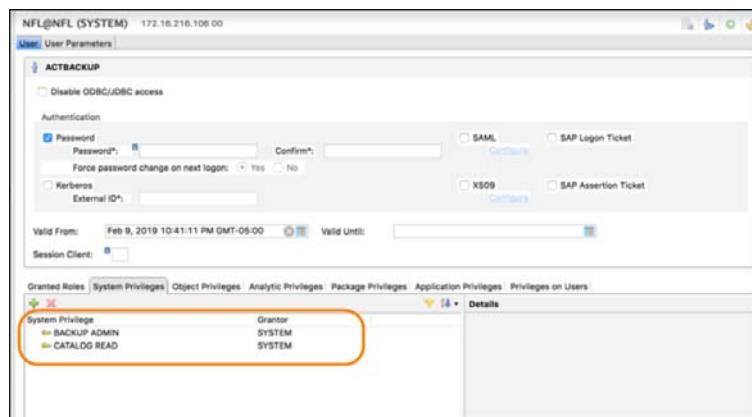 NFL@NFL (SYSTEM) 172.16.216.106 00
User User Parameters
ACTBACKUP
Disable ODBC/JDBC access
Authentication
Password SAML SAP Logon Ticket
Password*: Confirm*: Configure
Force password change on next logon: Yes No
Kerberos X509 SAP Assertion Ticket
External ID*: Configure
Valid From: Feb 9, 2019 10:41:11 PM GMT-05:00 Valid Until:
Session Client:
Granted Roles System Privileges Object Privileges Analytic Privileges Package Privileges Application Privileges Privileges on Users
Details
System Privilege Grantor
BACKUP ADMIN SYSTEM
CATALOG READ SYSTEM